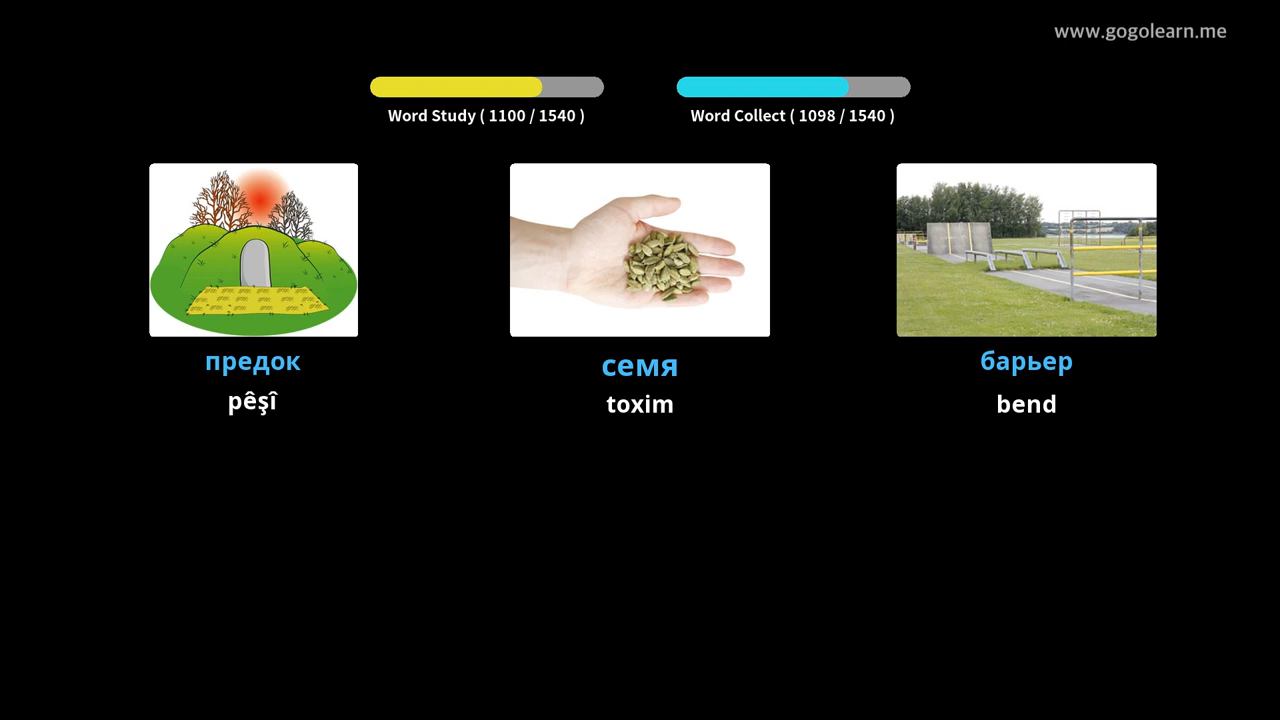 www.gogolearn.me
Word Study ( 1100 / 1540 )
Word Collect ( 1098 / 1540 )
предок
семя
барьер
pêşî
toxim
bend